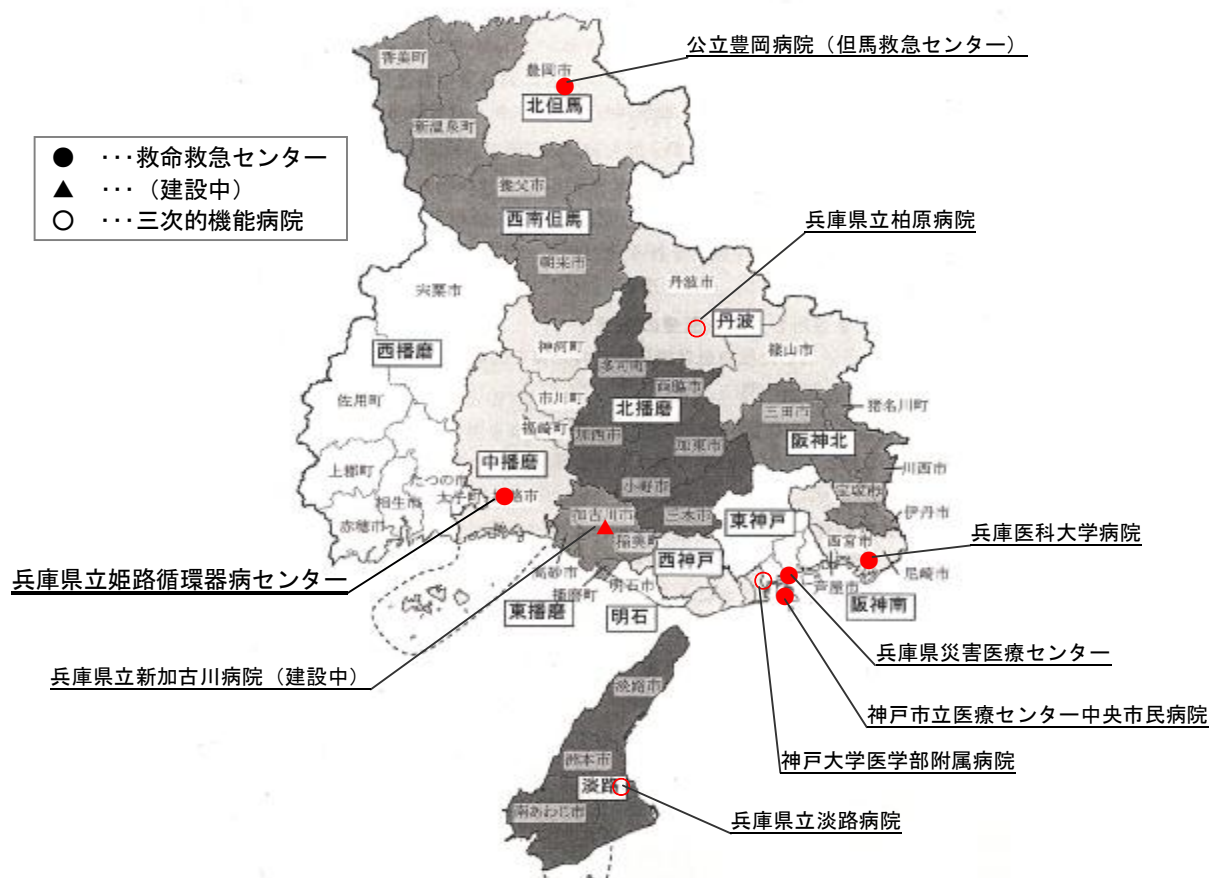 公立豊岡病院（但馬救急センター）
香美町
豊岡市
北但馬
新温泉町
● ･･･救命救急センター
▲ ･･･（建設中）
○ ･･･三次的機能病院
養父市
西南但馬
朝来市
兵庫県立柏原病院
丹波市
宍粟市
丹波
篠山市
西播磨
神河町
多可町
西脇市
佐用町
市川町
北播磨
三田市
猪名川町
福崎町
加西市
加東市
阪神北
上郡町
中播磨
川西市
たつの市
小野市
宝塚市
相生市
太子町
姫路市
赤穂市
加古川市
三木市
東神戸
伊丹市
稲美町
西宮市
兵庫医科大学病院
西神戸
兵庫県立姫路循環器病センター
高砂市
明石市
芦屋市
尼崎市
播磨町
東播磨
明石
阪神南
兵庫県災害医療センター
兵庫県立新加古川病院（建設中）
淡路市
神戸市立医療センター中央市民病院
洲本市
神戸大学医学部附属病院
淡路
南あわじ市
兵庫県立淡路病院